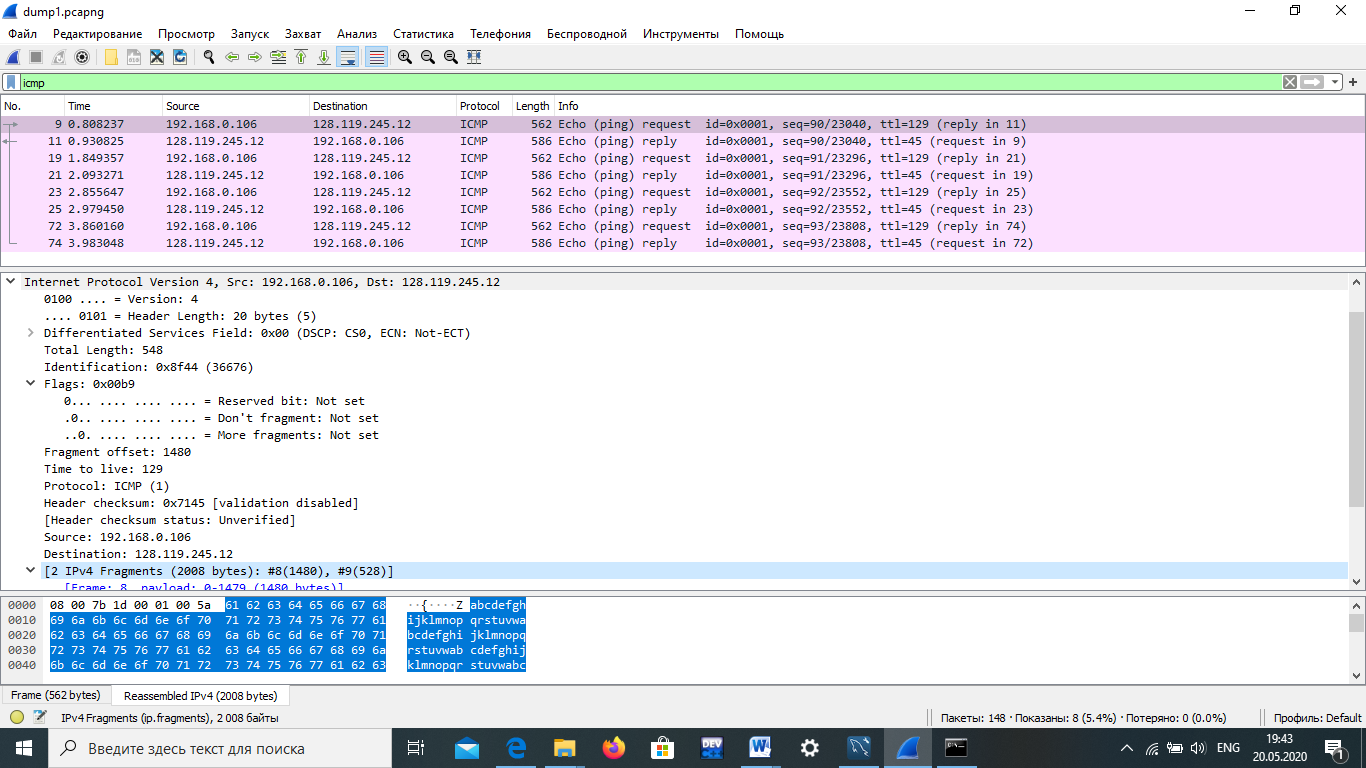 dump1.pcapng
Файл Редактирование Просмотр Запуск Захват Анализ Статистика Телефония Беспроводной Инструменты Помощь
icmp
No. Time Source Destination Protocol Length Info
9 0.808237 192.168.0.106 128.119.245.12 ICMP 562 Echo (ping) request id=0x0001, seq=90/23040, ttl=129 (reply in 11)
11 0.930825 128.119.245.12 192.168.0.106 ICMP 586 Echo (ping) reply id=0x0001, seq=90/23040, ttl=45 (request in 9)
19 1.849357 192.168.0.106 128.119.245.12 ICMP 562 Echo (ping) request id=0x0001, seq=91/23296, ttl=129 (reply in 21)
21 2.093271 128.119.245.12 192.168.0.106 ICMP 586 Echo (ping) reply id=0x0001, seq=91/23296, ttl=45 (request in 19)
23 2.855647 192.168.0.106 128.119.245.12 ICMP 562 Echo (ping) request id=0x0001, seq=92/23552, ttl=129 (reply in 25)
25 2.979450 128.119.245.12 192.168.0.106 ICMP 586 Echo (ping) reply id=0x0001, seq=92/23552, ttl=45 (request in 23)
72 3.860160 192.168.0.106 128.119.245.12 ICMP 562 Echo (ping) request id=0x0001, seq=93/23808, ttl=129 (reply in 74)
74 3.983048 128.119.245.12 192.168.0.106 ICMP 586 Echo (ping) reply id=0x0001, seq=93/23808, ttl=45 (request in 72)
Internet Protocol Version 4, Src: 192.168.0.106, Dst: 128.119.245.12
0100 .... = Version: 4
.... 0101 = Header Length: 20 bytes (5)
Differentiated Services Field: 0x00 (DSCP: CS0, ECN: Not-ECT)
Total Length: 548
Identification: 0x8f44 (36676)
Flags: 0x00b9
0... .... .... .... = Reserved bit: Not set
.0.. .... .... .... = Don't fragment: Not set
..0. .... .... .... = More fragments: Not set
Fragment offset: 1480
Time to live: 129
Protocol: ICMP (1)
Header checksum: 0x7145 [validation disabled]
[Header checksum status: Unverified]
Source: 192.168.0.106
Destination: 128.119.245.12
[2 IPv4 Fragments (2008 bytes): #8(1480), #9(528)]
[Frame: 8, payload: 0-1479 (1480 bytes)]
0000 08 00 7b 1d 00 01 00 5a 61 62 63 64 65 66 67 68 ··{····Z abcdefgh
0010 69 6a 6b 6c 6d 6e 6f 70 71 72 73 74 75 76 77 61 ijklmnop qrstuvwa
0020 62 63 64 65 66 67 68 69 6a 6b 6c 6d 6e 6f 70 71 bcdefghi jklmnopq
0030 72 73 74 75 76 77 61 62 63 64 65 66 67 68 69 6a rstuvwab cdefghij
0040 6b 6c 6d 6e 6f 70 71 72 73 74 75 76 77 61 62 63 klmnopqr stuvwabc
Frame (562 bytes) Reassembled IPv4 (2008 bytes)
IPv4 Fragments (ip.fragments), 2 008 байты Пакеты: 148 · Показаны: 8 (5.4%) · Потеряно: 0 (0.0%) Профиль: Default
Введите здесь текст для поиска
DEV
ENG
19:43
20.05.2020
1